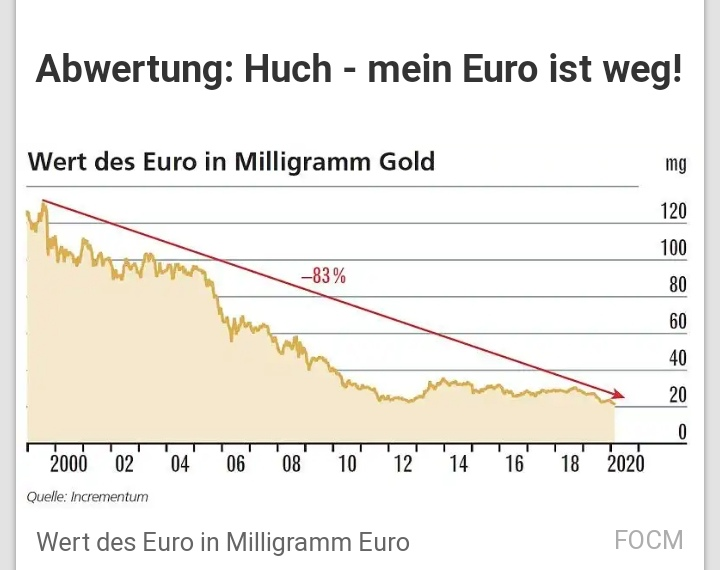 Abwertung: Huch - mein Euro ist weg!
Wert des Euro in Milligramm Gold
mg
120
100
80
60
40
20
0
–83 %
2000 02 04 06 08 10 12 14 16 18 2020
Quelle: Incrementum
Wert des Euro in Milligramm Euro
FOCM